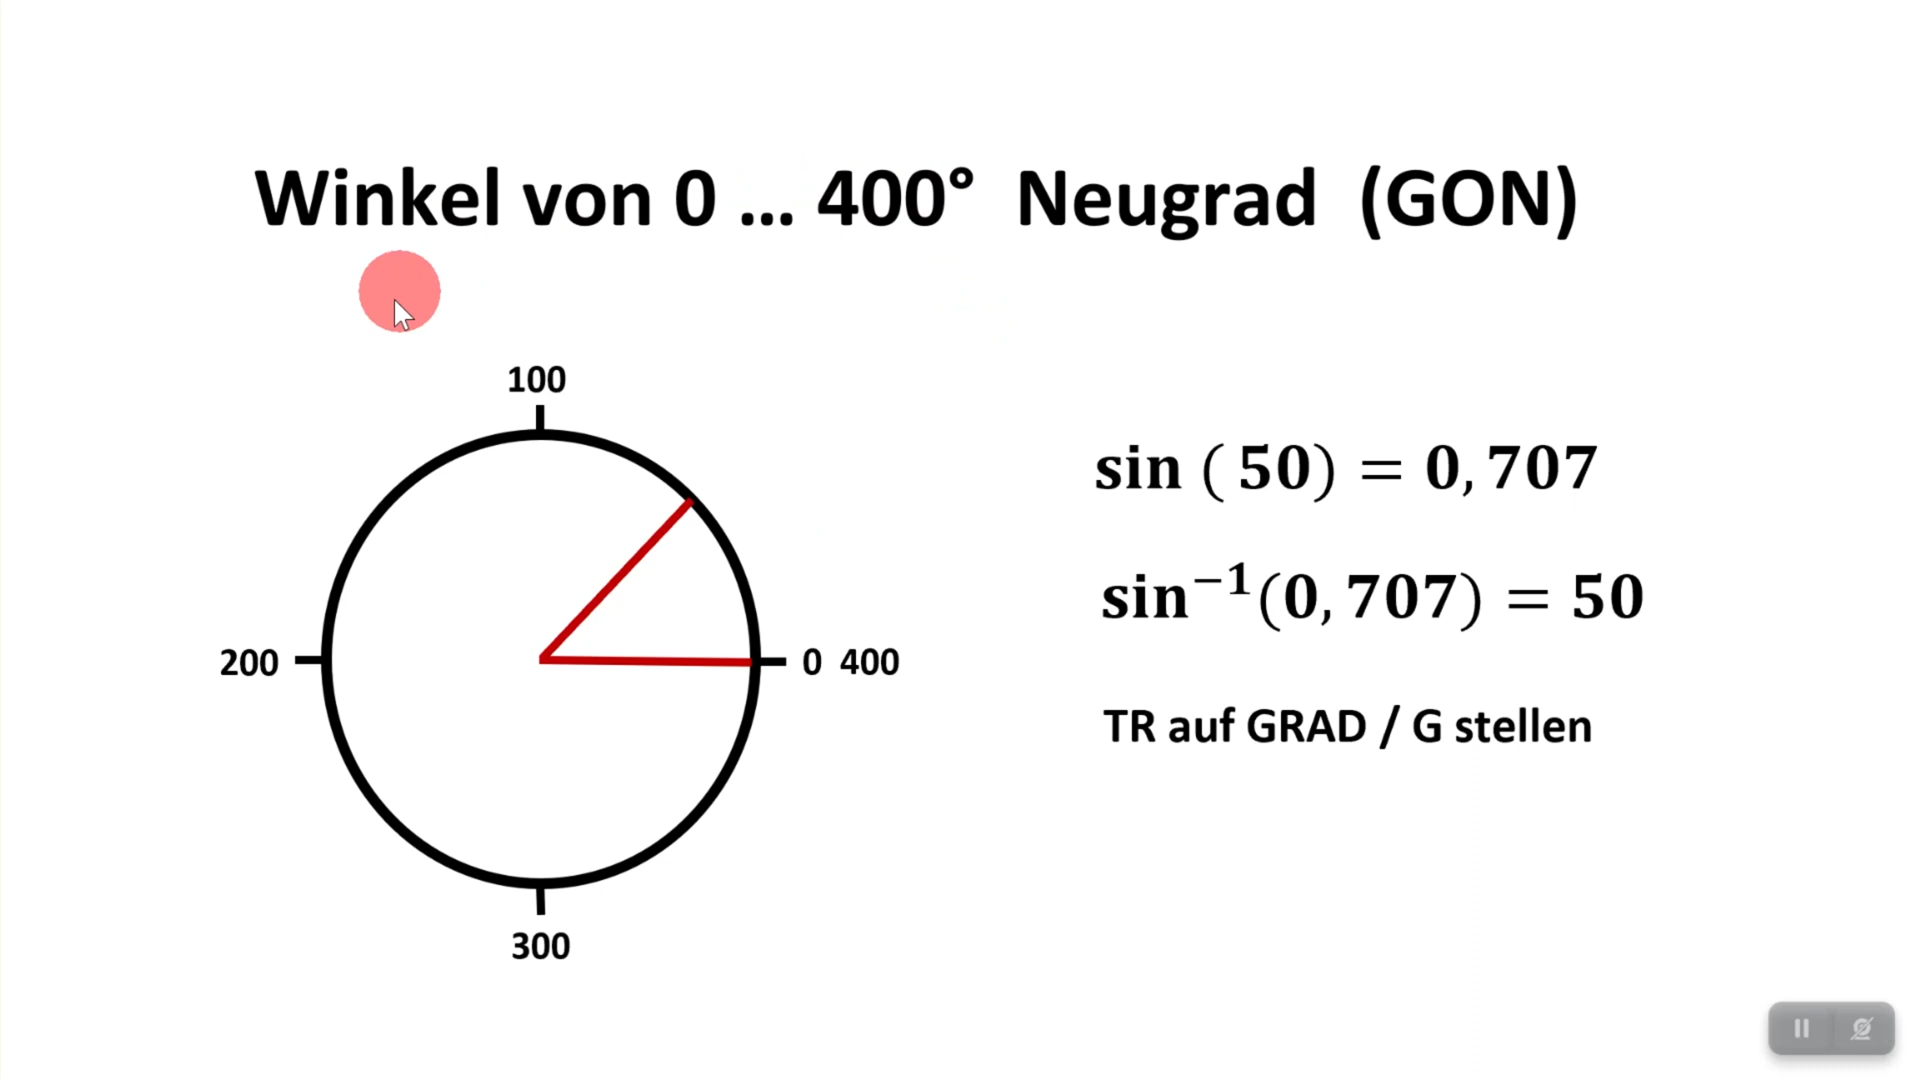 Winkel von 0 ... 400° Neugrad (GON)
100
200
0 400
300
sin ( 50) = 0,707
sin⁻¹(0,707) = 50
TR auf GRAD / G stellen